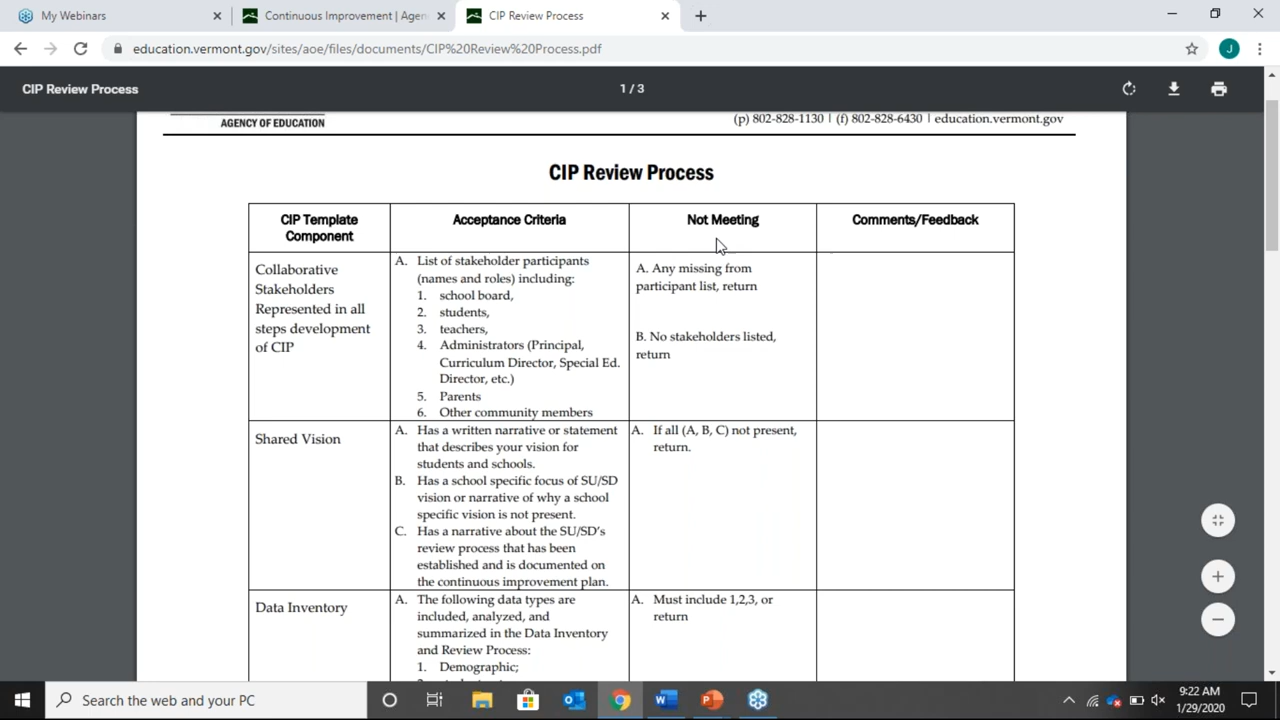 My Webinars
Continuous Improvement | Agen
CIP Review Process
education.vermont.gov/sites/aoe/files/documents/CIP%20Review%20Process.pdf
J
CIP Review Process
1 / 3
AGENCY OF EDUCATION
(p) 802-828-1130 | (f) 802-828-6430 | education.vermont.gov
CIP Review Process
CIP Template
Component
Acceptance Criteria
Not Meeting
Comments/Feedback
Collaborative
Stakeholders
Represented in all
steps development
of CIP
A. List of stakeholder participants
(names and roles) including:
1. school board,
2. students,
3. teachers,
4. Administrators (Principal,
Curriculum Director, Special Ed.
Director, etc.)
5. Parents
6. Other community members
A. Any missing from
participant list, return
B. No stakeholders listed,
return
Shared Vision
A. Has a written narrative or statement
that describes your vision for
students and schools.
B. Has a school specific focus of SU/SD
vision or narrative of why a school
specific vision is not present.
C. Has a narrative about the SU/SD's
review process that has been
established and is documented on
the continuous improvement plan.
A. If all (A, B, C) not present,
return.
Data Inventory
A. The following data types are
included, analyzed, and
summarized in the Data Inventory
and Review Process:
1. Demographic;
A. Must include 1,2,3, or
return
Search the web and your PC
9:22 AM
1/29/2020